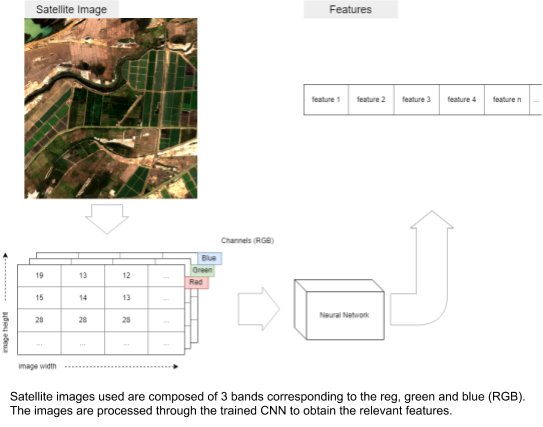 Satellite Image
Features
feature 1 feature 2 feature 3 feature 4 feature n ...
Channels (RGB)
Blue
Green
Red
19 13 12 ...
15 14 13 ...
28 28 28 ...
... ... ... ...
image height
image width
Neural Network
Satellite images used are composed of 3 bands corresponding to the reg, green and blue (RGB).
The images are processed through the trained CNN to obtain the relevant features.